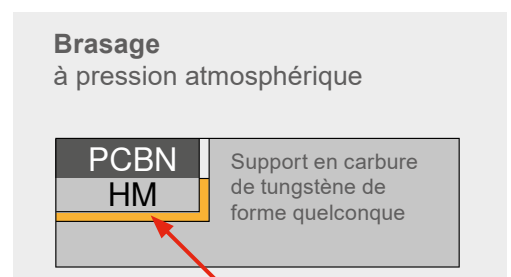 Brasage
à pression atmosphérique
PCBN
HM
Support en carbure
de tungstène de
forme quelconque